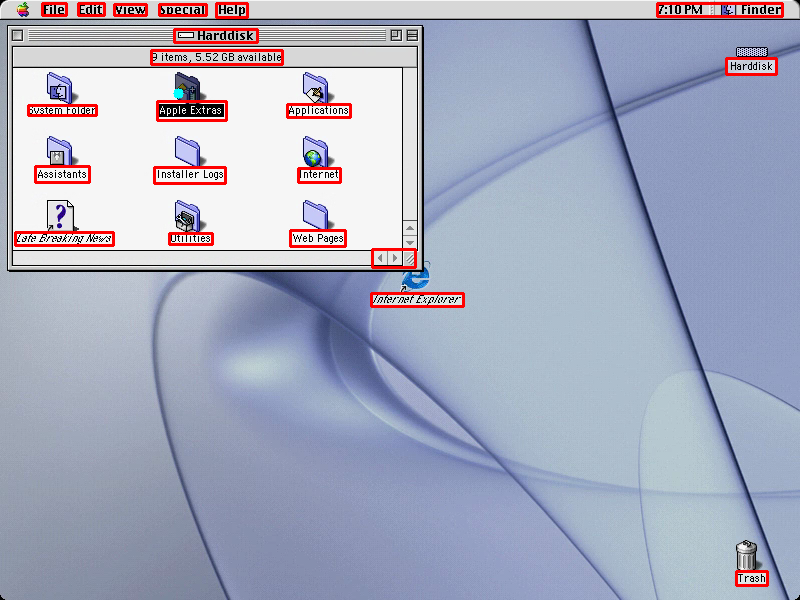 File Edit View Special Help 7:10 PM Finder
Harddisk
9 items, 5.52 GB available
Harddisk
System Folder Apple Extras Applications
Assistants Installer Logs Internet
Late Breaking News Utilities Web Pages
Internet Explorer
Trash